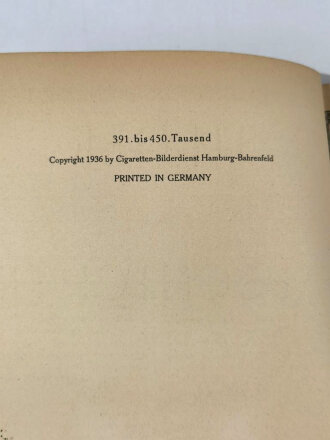 391. bis 450. Tausend
Copyright 1936 by Cigaretten-Bilderdienst Hamburg-Bahrenfeld
PRINTED IN GERMANY